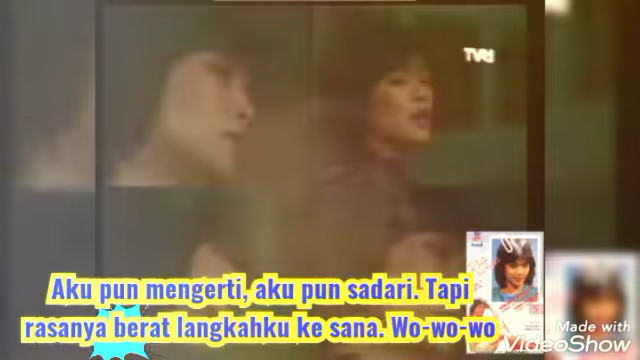 TVRI
Aku pun mengerti, aku pun sadari. Tapi
rasanya berat langkahku ke sana. Wo-wo-wo
Made with
VideoShow